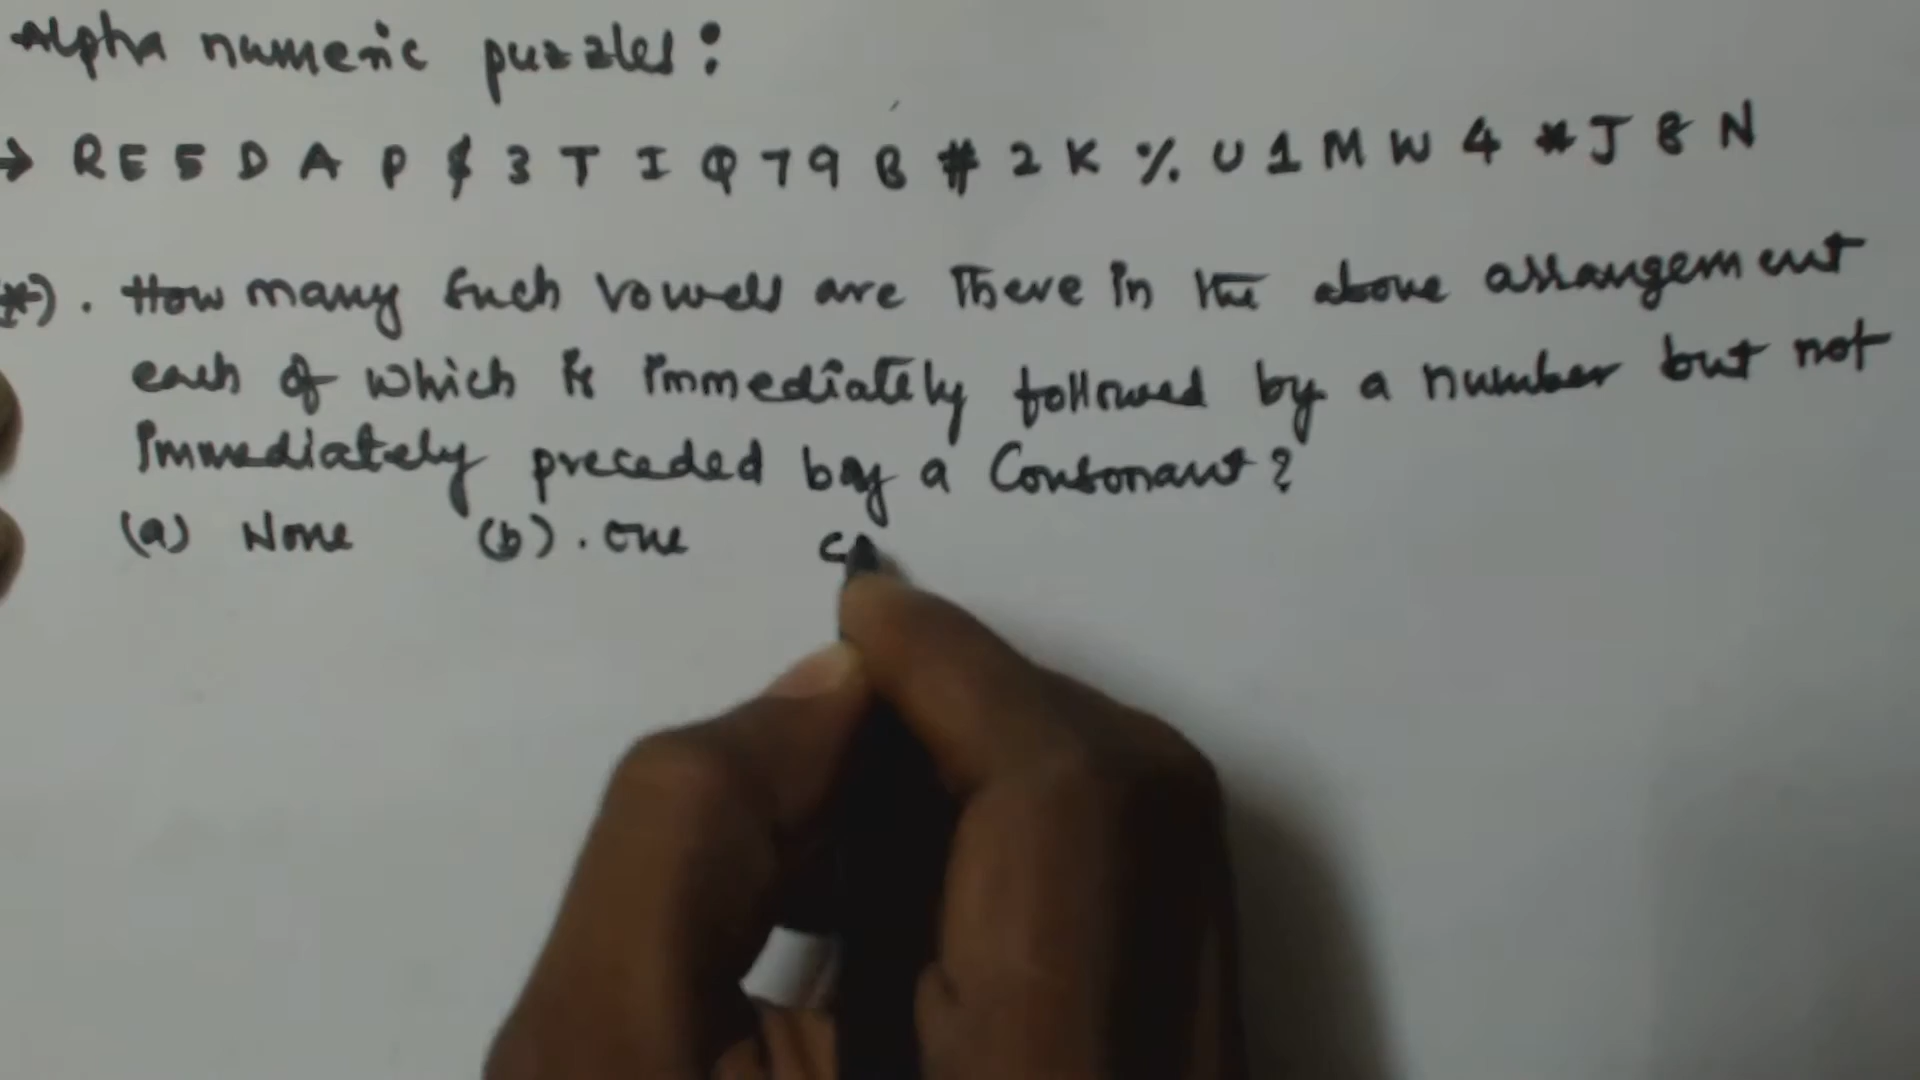 Alpha numeric puzzles:
→ R E 5 D A P $ 3 T I Q 7 9 B # 2 K % U 1 M W 4 * J 8 N
*). How many such vowels are there in the above arrangement
each of which is immediately followed by a number but not
immediately preceded by a Consonant?
(a) None (b). one c